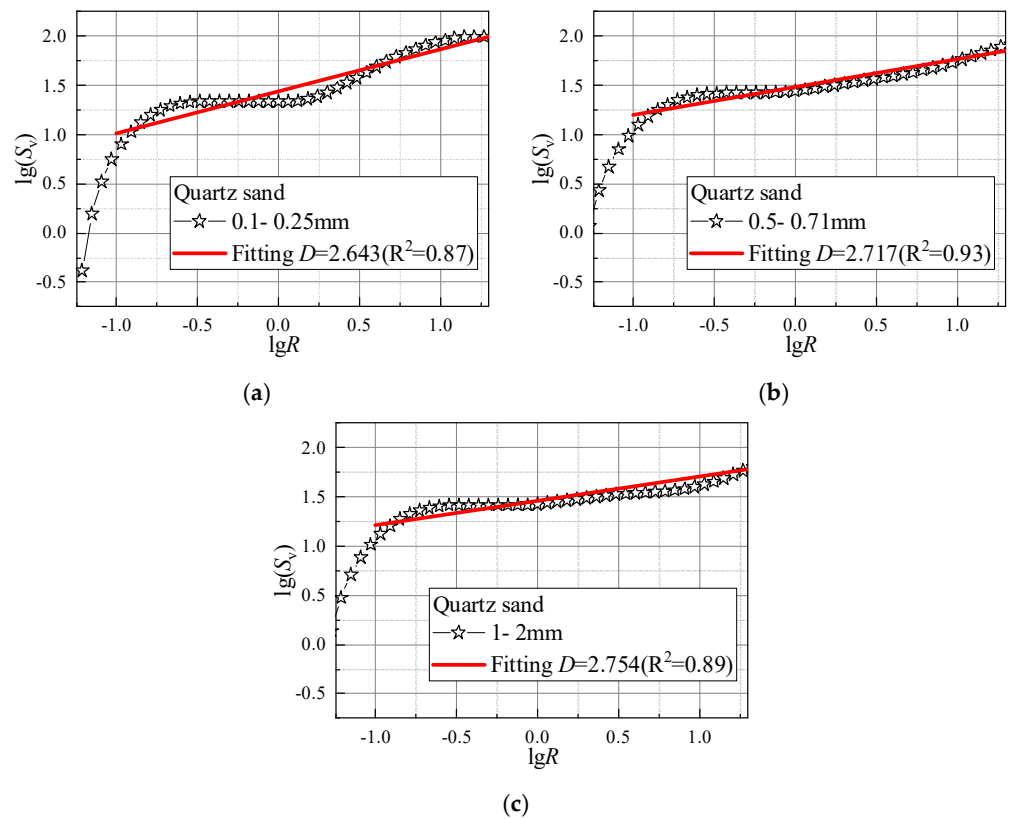 2.0
1.5
1.0
0.5
0.0
-0.5
lg(Sv)
Quartz sand
0.1- 0.25mm
Fitting D=2.643(R²=0.87)
-1.0 -0.5 0.0 0.5 1.0
lgR
(a)
2.0
1.5
1.0
0.5
0.0
-0.5
lg(Sv)
Quartz sand
0.5- 0.71mm
Fitting D=2.717(R²=0.93)
-1.0 -0.5 0.0 0.5 1.0
lgR
(b)
2.0
1.5
1.0
0.5
0.0
-0.5
lg(Sv)
Quartz sand
1- 2mm
Fitting D=2.754(R²=0.89)
-1.0 -0.5 0.0 0.5 1.0
lgR
(c)